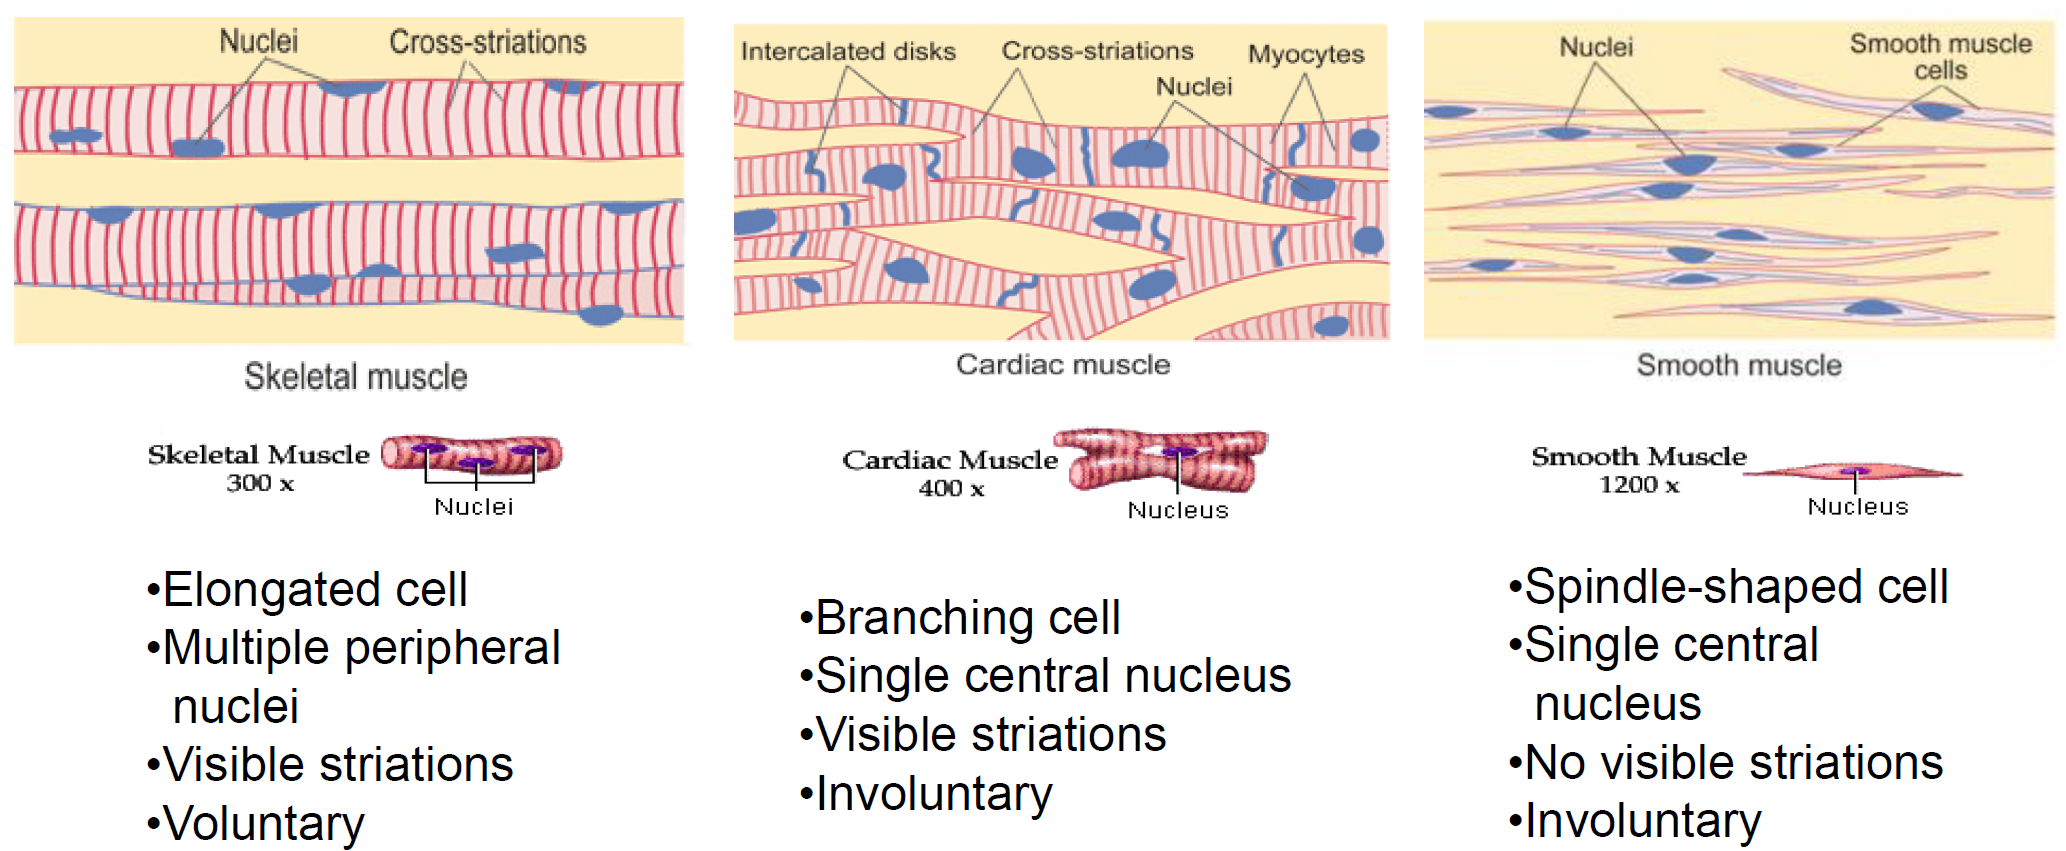 Nuclei
Cross-striations
Skeletal muscle
Skeletal Muscle
300 x
Nuclei
•Elongated cell
•Multiple peripheral
nuclei
•Visible striations
•Voluntary
Intercalated disks
Cross-striations
Myocytes
Nuclei
Cardiac muscle
Cardiac Muscle
400 x
Nucleus
•Branching cell
•Single central nucleus
•Visible striations
•Involuntary
Nuclei
Smooth muscle
cells
Smooth muscle
Smooth Muscle
1200 x
Nucleus
•Spindle-shaped cell
•Single central
nucleus
•No visible striations
•Involuntary